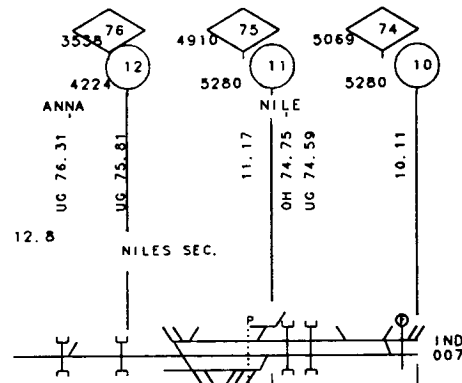 76 75 74
3538 4910 5069
12 11 10
4224 5280 5280
ANNA NILE
UG 76.31
UG 75.81
11.17
OH 74.75
UG 74.59
10.11
12.8
NILES SEC.
P
P
IND
007